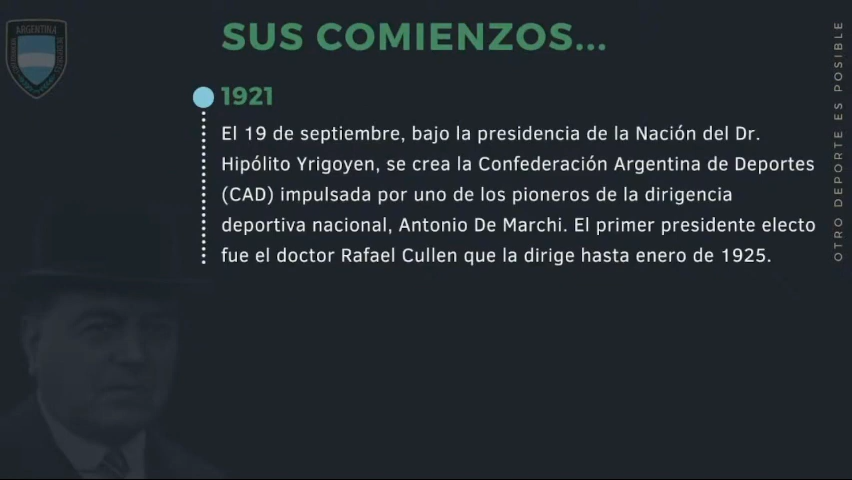 ARGENTINA
SUS COMIENZOS...
1921
El 19 de septiembre, bajo la presidencia de la Nación del Dr.
Hipólito Yrigoyen, se crea la Confederación Argentina de Deportes
(CAD) impulsada por uno de los pioneros de la dirigencia
deportiva nacional, Antonio De Marchi. El primer presidente electo
fue el doctor Rafael Cullen que la dirige hasta enero de 1925.
OTRO DEPORTE ES POSIBLE